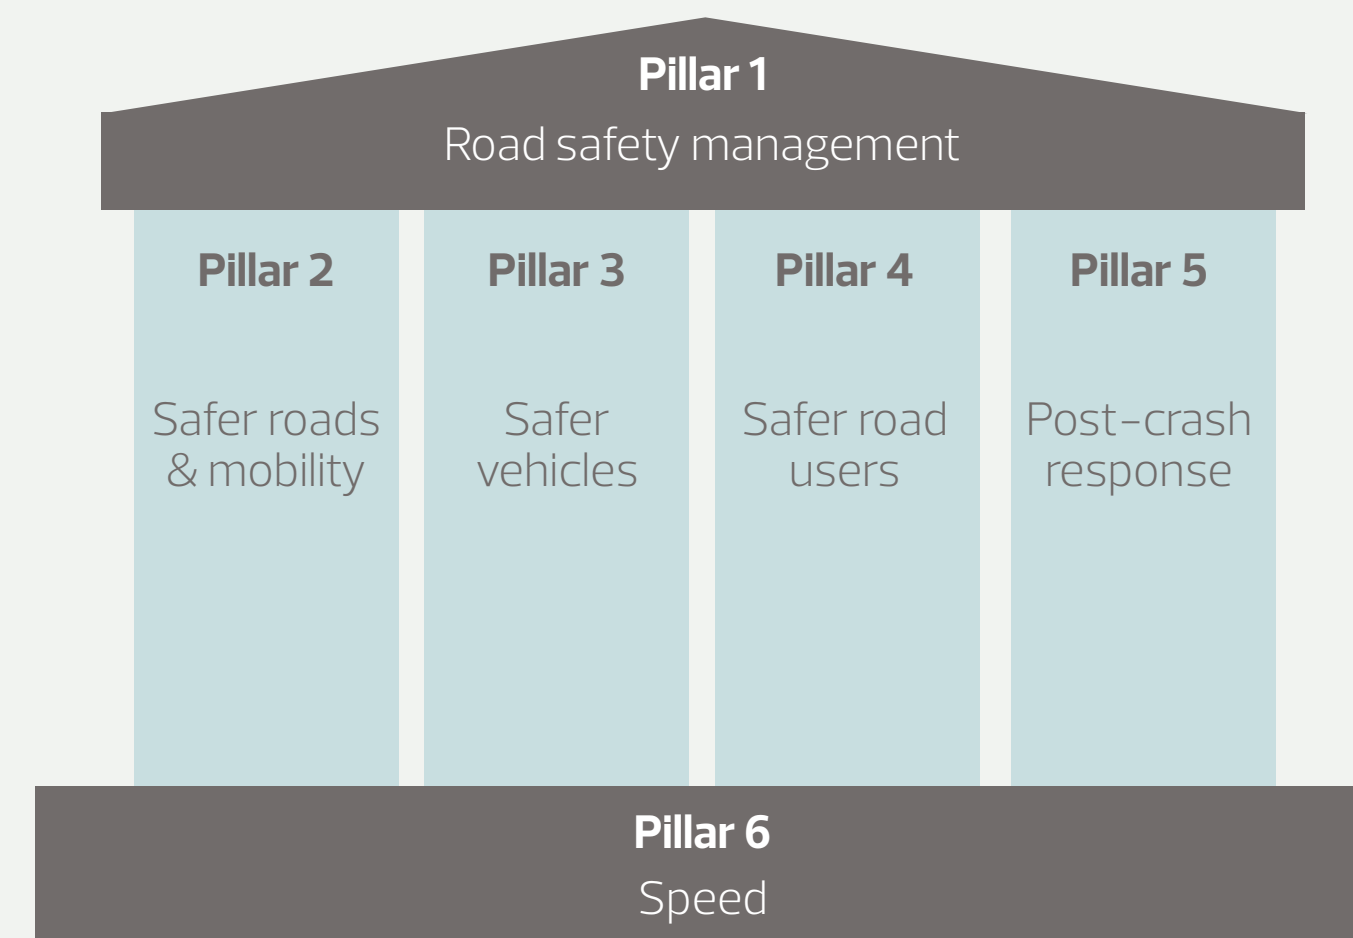 Pillar 1
Road safety management
Pillar 2
Safer roads
& mobility
Pillar 3
Safer
vehicles
Pillar 4
Safer road
users
Pillar 5
Post-crash
response
Pillar 6
Speed